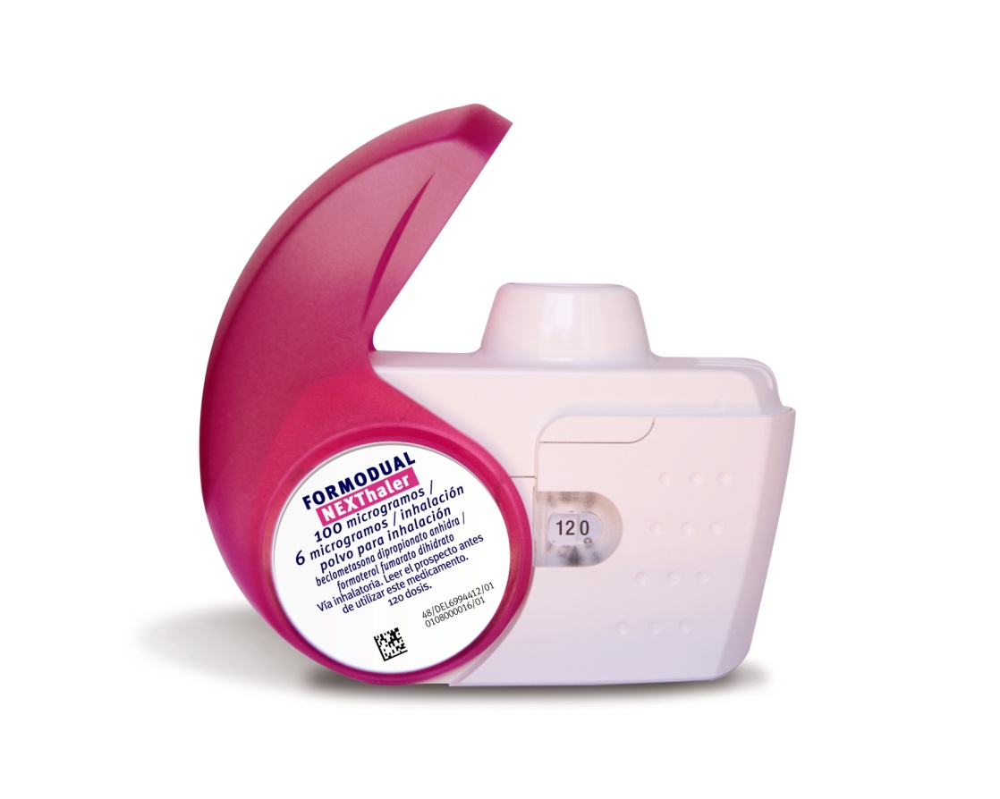 FORMODUAL
NEXThaler
100 microgramos /
6 microgramos / inhalación
polvo para inhalación
beclometasona dipropionato anhidra /
formoterol fumarato dihidrato
Vía inhalatoria. Leer el prospecto antes
de utilizar este medicamento.
120 dosis.
48/DEL6994412/01
0108000016/01
120